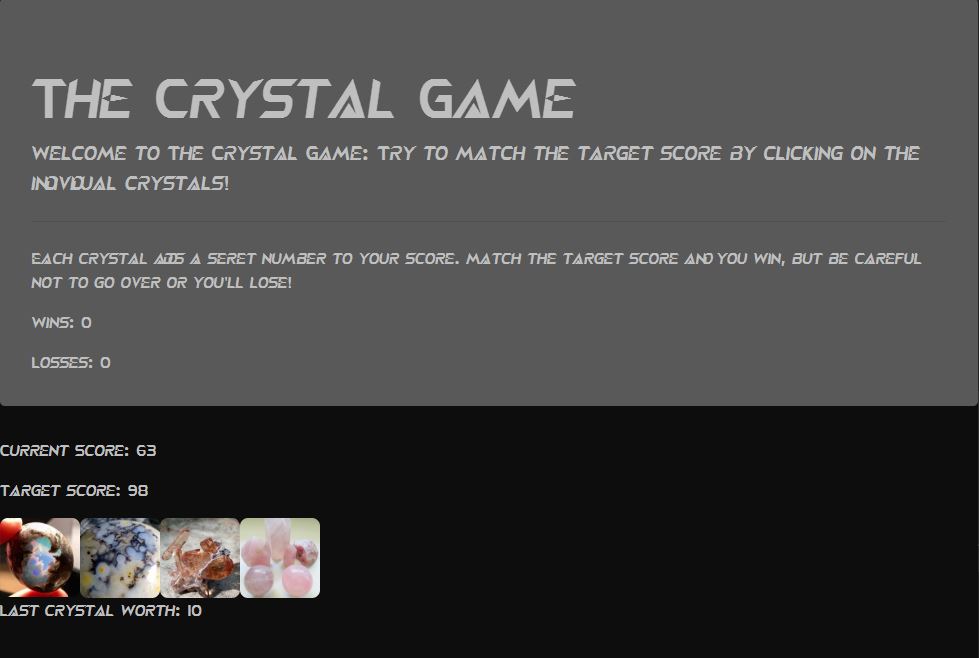 THE CRYSTAL GAME
WELCOME TO THE CRYSTAL GAME: TRY TO MATCH THE TARGET SCORE BY CLICKING ON THE
INDVIDUAL CRYSTALS!
EACH CRYSTAL ADDS A SERET NUMBER TO YOUR SCORE. MATCH THE TARGET SCORE AND YOU WIN, BUT BE CAREFUL
NOT TO GO OVER OR YOU'LL LOSE!
WINS: 0
LOSSES: 0
CURRENT SCORE: 63
TARGET SCORE: 98
LAST CRYSTAL WORTH: 10